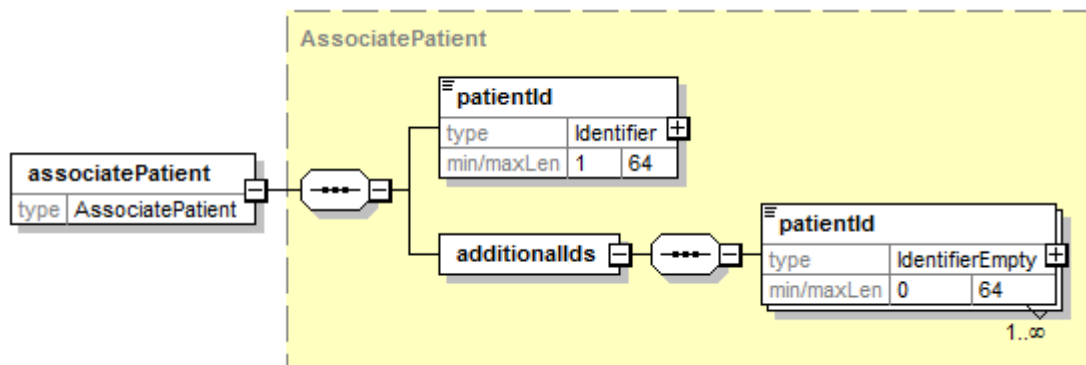 AssociatePatient
patientId
type Identifier
min/maxLen 1 64
associatePatient
type AssociatePatient
additionalIds
patientId
type IdentifierEmpty
min/maxLen 0 64
1..∞